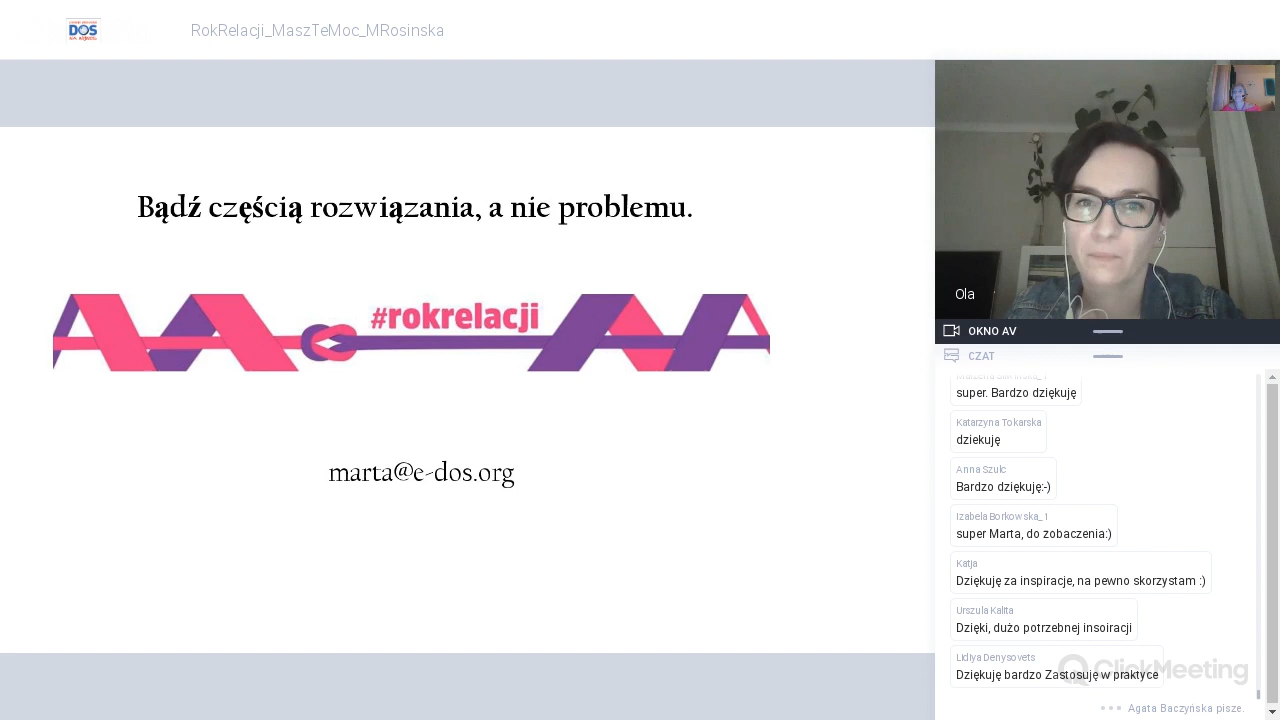 DOS
RokRelacji_MaszTeMoc_MRosinska
Bądź częścią rozwiązania, a nie problemu.
#rokrelacji
marta@e-dos.org
Ola
OKNO AV
CZAT
super. Bardzo dziękuję
Katarzyna Tokarska
dziekuję
Anna Szulc
Bardzo dziękuję:-)
Izabela Borkowska_1
super Marta, do zobaczenia:)
Katja
Dziękuję za inspiracje, na pewno skorzystam :)
Urszula Kalita
Dzięki, dużo potrzebnej insoiracji
Lidiya Denysovets
Dziękuję bardzo Zastosuję w praktyce
ClickMeeting
Agata Baczyńska pisze.